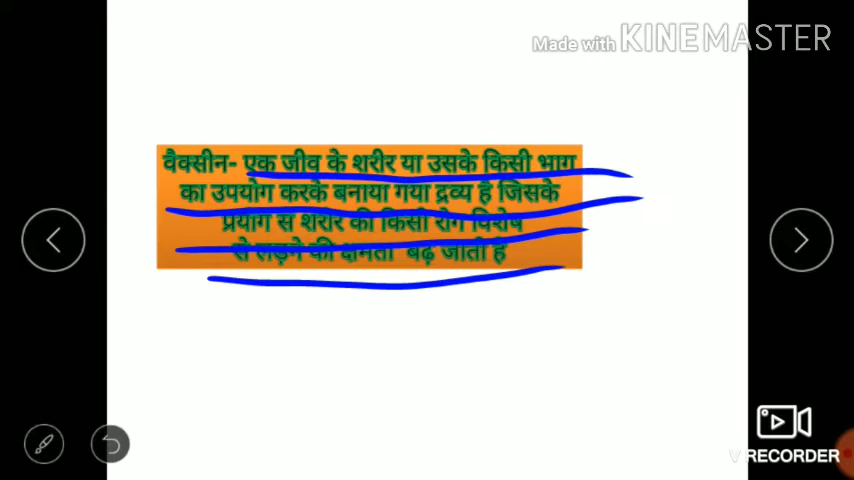 Made with KINEMASTER
वैक्सीन- एक जीव के शरीर या उसके किसी भाग
का उपयोग करके बनाया गया द्रव्य है जिसके
प्रयोग से शरीर की किसी रोग विशेष
से लड़ने की क्षमता बढ़ जाती है
V RECORDER